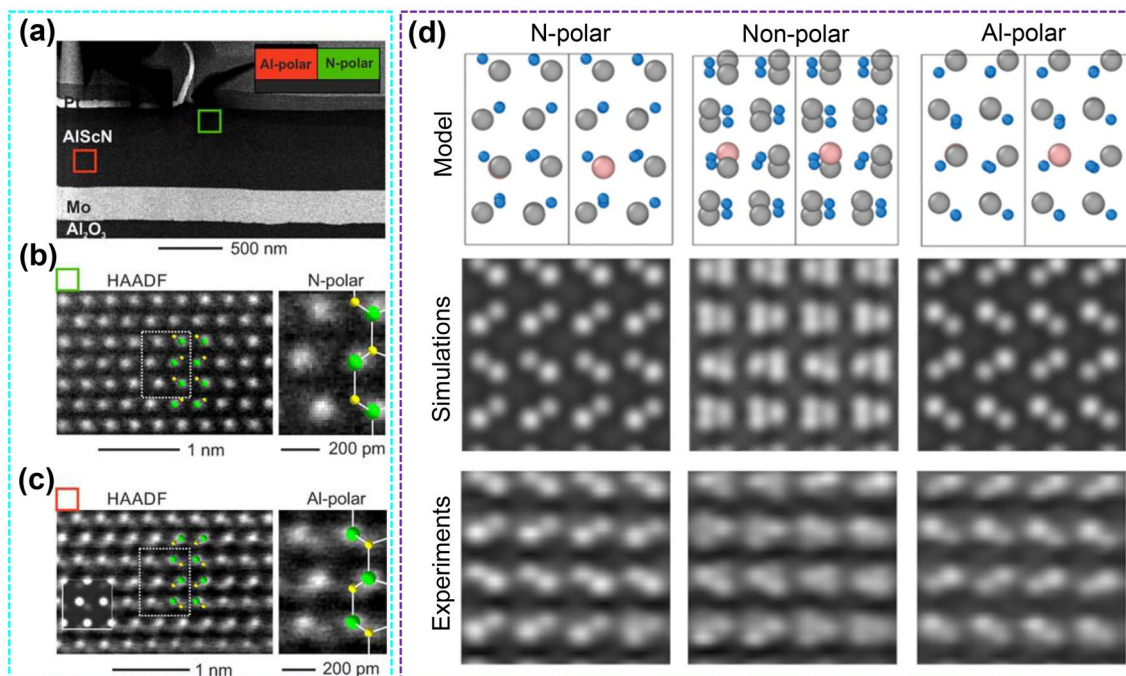 (a)
Al-polar N-polar
Pt
AlScN
Mo
Al₂O₃
500 nm
(b)
HAADF N-polar
1 nm 200 pm
(c)
HAADF Al-polar
1 nm 200 pm
(d)
N-polar Non-polar Al-polar
Model
Simulations
Experiments